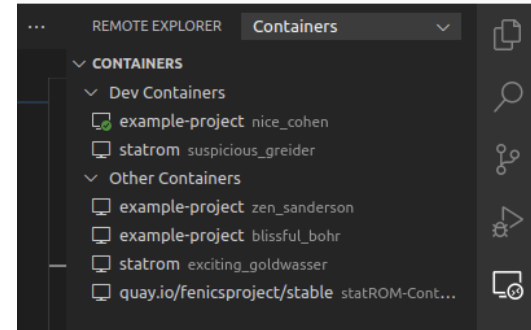 REMOTE EXPLORER Containers
CONTAINERS
Dev Containers
example-project nice_cohen
statrom suspicious_greider
Other Containers
example-project zen_sanderson
example-project blissful_bohr
statrom exciting_goldwasser
quay.io/fenicsproject/stable statROM-Cont...